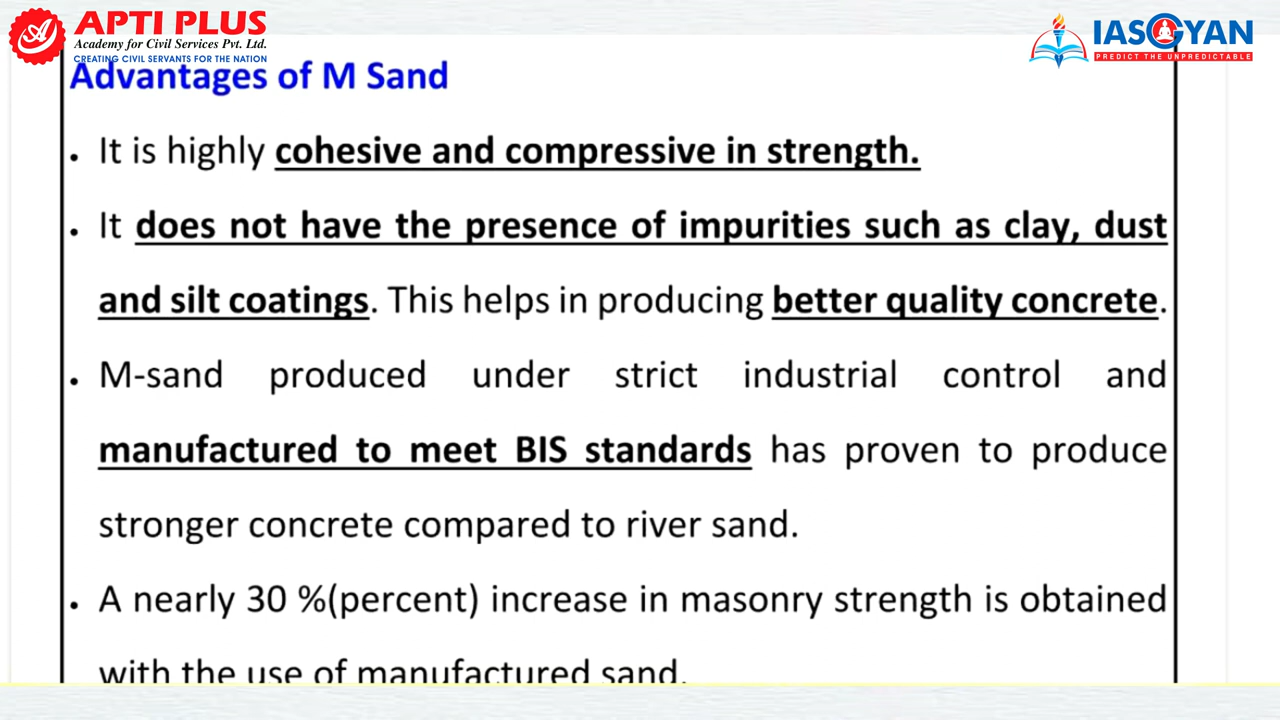 APTI PLUS
Academy for Civil Services Pvt. Ltd.
CREATING CIVIL SERVANTS FOR THE NATION
IASGYAN
PREDICT THE UNPREDICTABLE
Advantages of M Sand
• It is highly cohesive and compressive in strength.
• It does not have the presence of impurities such as clay, dust
and silt coatings. This helps in producing better quality concrete.
• M-sand produced under strict industrial control and
manufactured to meet BIS standards has proven to produce
stronger concrete compared to river sand.
• A nearly 30 %(percent) increase in masonry strength is obtained
with the use of manufactured sand.